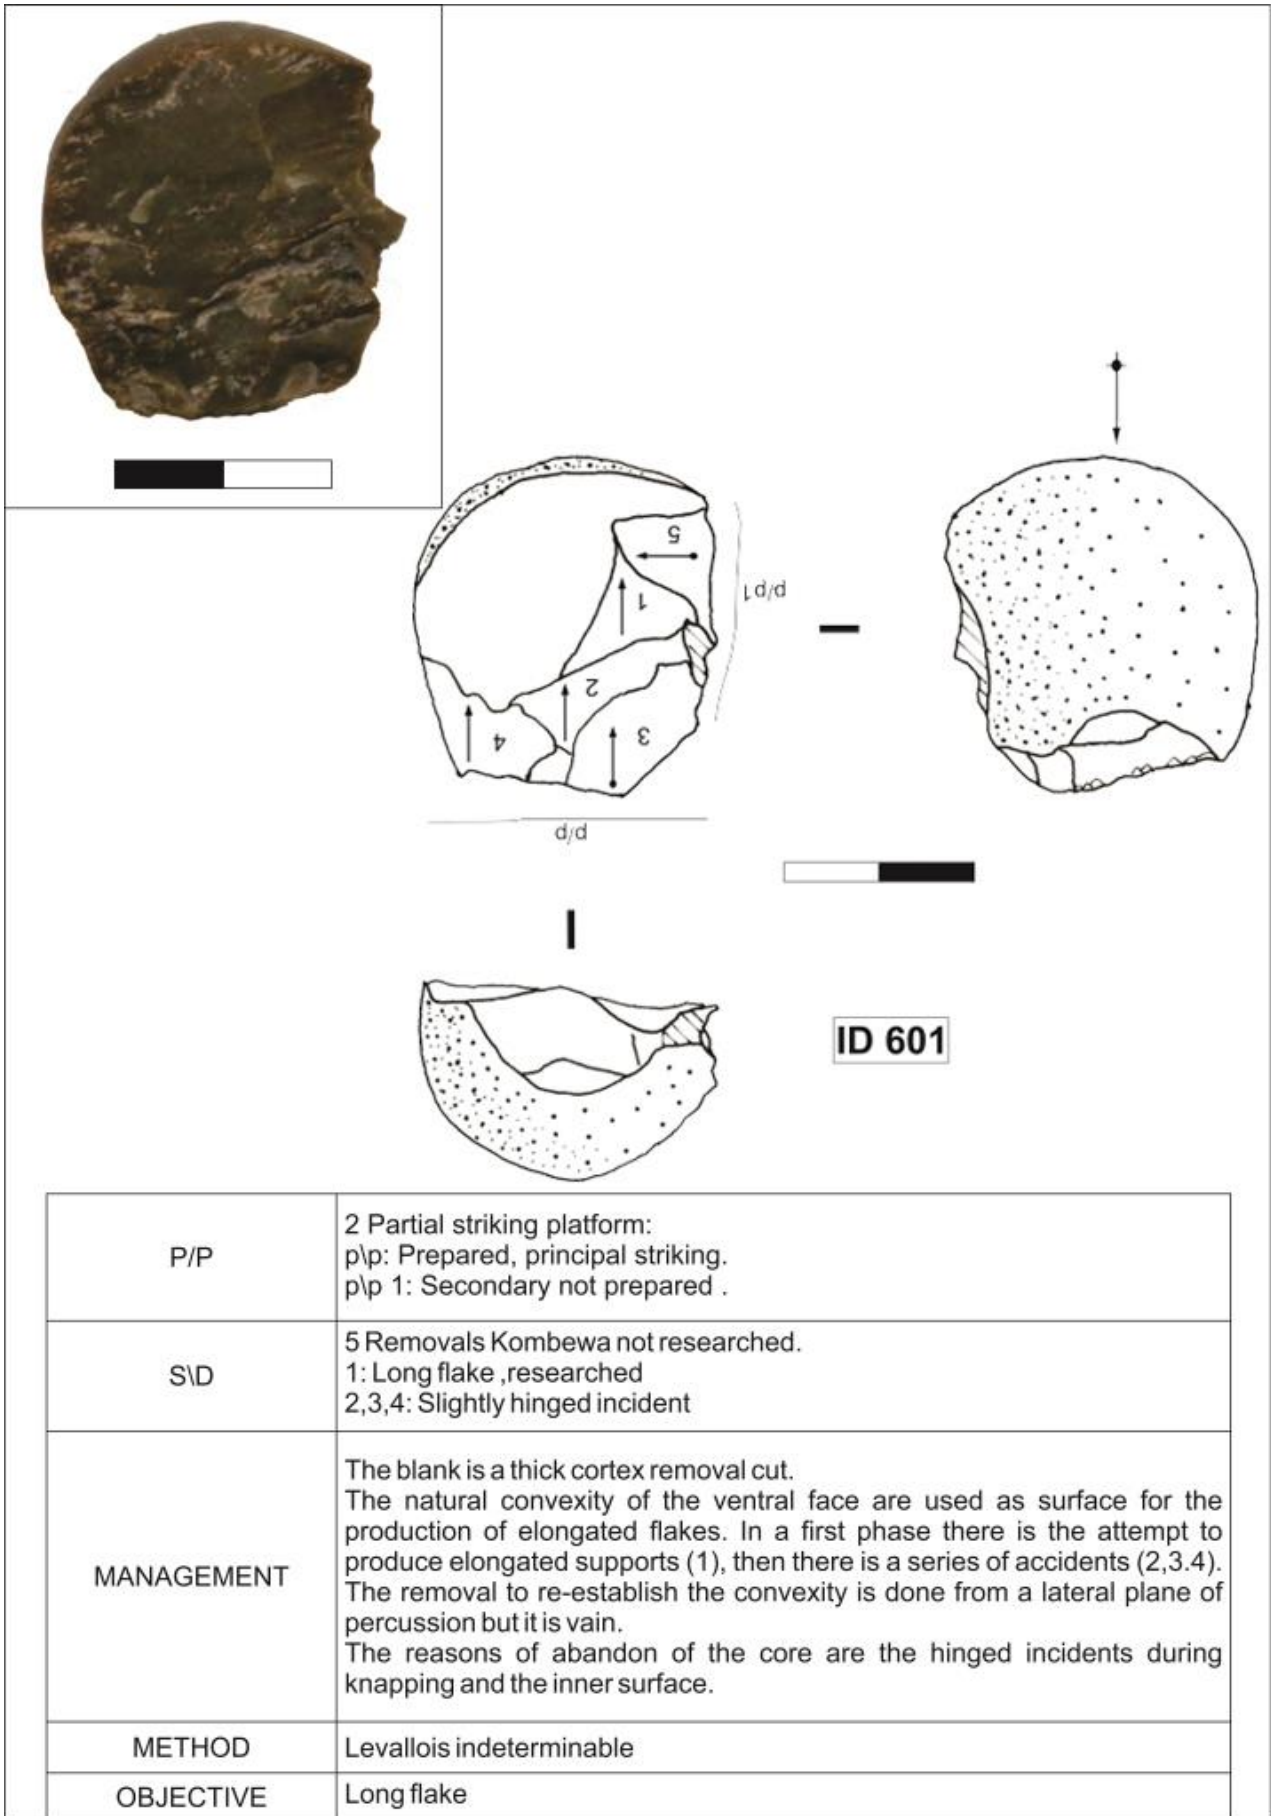 5
1
p/p1
2
3
4
p/p
ID 601
P/P
2 Partial striking platform:
p\p: Prepared, principal striking.
p\p 1: Secondary not prepared .
S\D
5 Removals Kombewa not researched.
1: Long flake ,researched
2,3,4: Slightly hinged incident
MANAGEMENT
The blank is a thick cortex removal cut.
The natural convexity of the ventral face are used as surface for the
production of elongated flakes. In a first phase there is the attempt to
produce elongated supports (1), then there is a series of accidents (2,3.4).
The removal to re-establish the convexity is done from a lateral plane of
percussion but it is vain.
The reasons of abandon of the core are the hinged incidents during
knapping and the inner surface.
METHOD
Levallois indeterminable
OBJECTIVE
Long flake